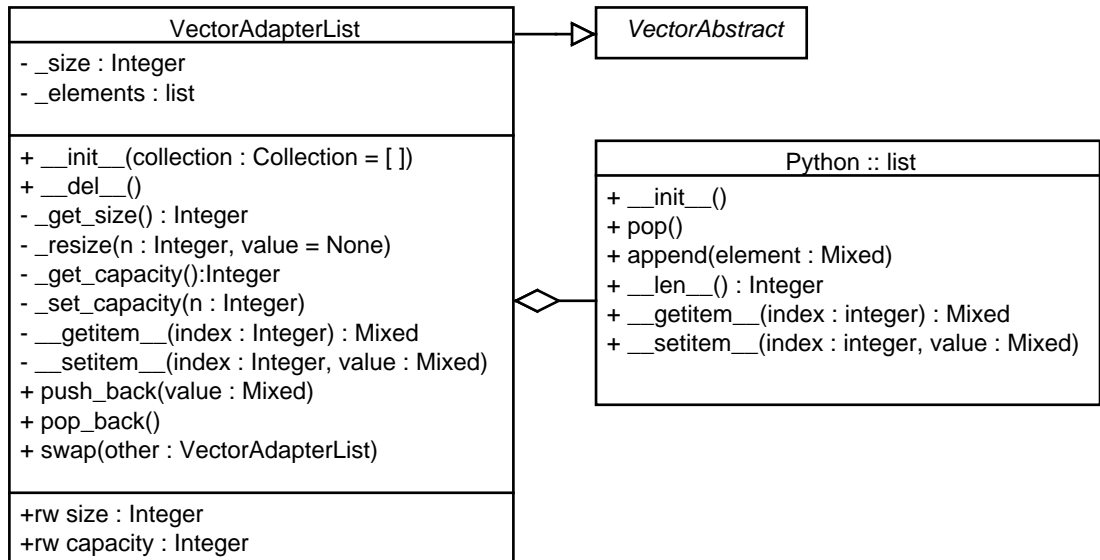 VectorAdapterList
- _size : Integer
- _elements : list
+ __init__(collection : Collection = [ ])
+ __del__()
- _get_size() : Integer
- _resize(n : Integer, value = None)
- _get_capacity():Integer
- _set_capacity(n : Integer)
- __getitem__(index : Integer) : Mixed
- __setitem__(index : Integer, value : Mixed)
+ push_back(value : Mixed)
+ pop_back()
+ swap(other : VectorAdapterList)
+rw size : Integer
+rw capacity : Integer
VectorAbstract
Python :: list
+ __init__()
+ pop()
+ append(element : Mixed)
+ __len__() : Integer
+ __getitem__(index : integer) : Mixed
+ __setitem__(index : integer, value : Mixed)